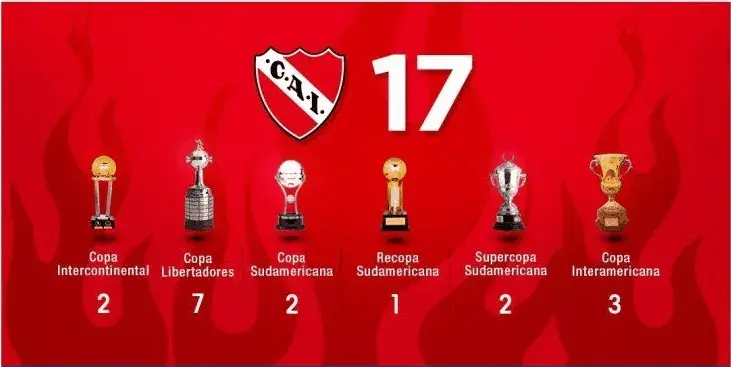 C.A.I.
17
Copa
Intercontinental
2
Copa
Libertadores
7
Copa
Sudamericana
2
Recopa
Sudamericana
1
Supercopa
Sudamericana
2
Copa
Interamericana
3